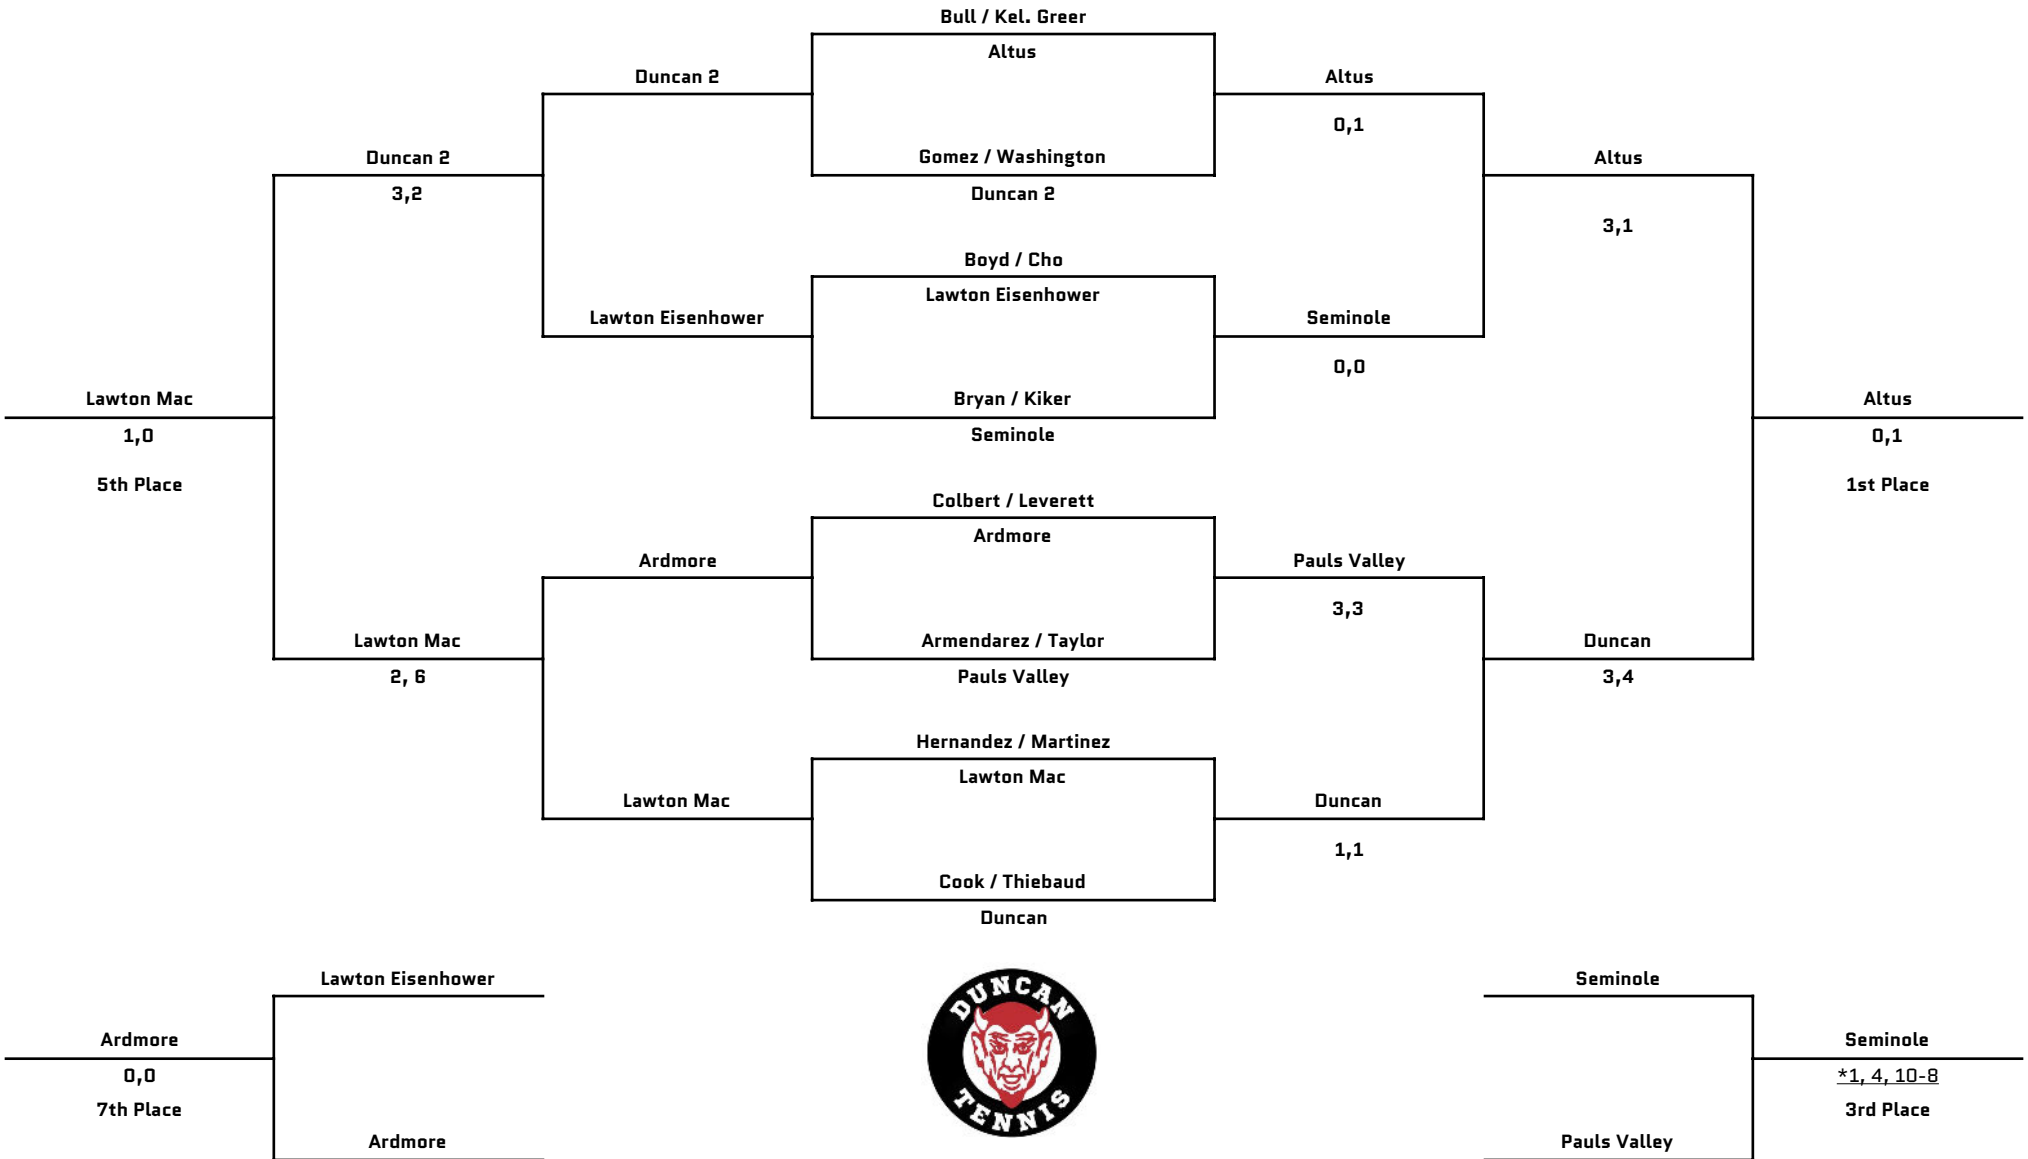 Bull / Kel. Greer
Altus
Duncan 2
Altus
0,1
Duncan 2
3,2
Gomez / Washington
Duncan 2
Altus
3,1
Boyd / Cho
Lawton Eisenhower
Lawton Eisenhower
Seminole
0,0
Lawton Mac
1,0
5th Place
Bryan / Kiker
Seminole
Altus
0,1
1st Place
Colbert / Leverett
Ardmore
Ardmore
Pauls Valley
3,3
Lawton Mac
2, 6
Armendarez / Taylor
Pauls Valley
Duncan
3,4
Hernandez / Martinez
Lawton Mac
Lawton Mac
Duncan
1,1
Cook / Thiebaud
Duncan
Lawton Eisenhower
Ardmore
0,0
7th Place
Ardmore
DUNCAN
TENNIS
Seminole
Seminole
*1, 4, 10-8
3rd Place
Pauls Valley